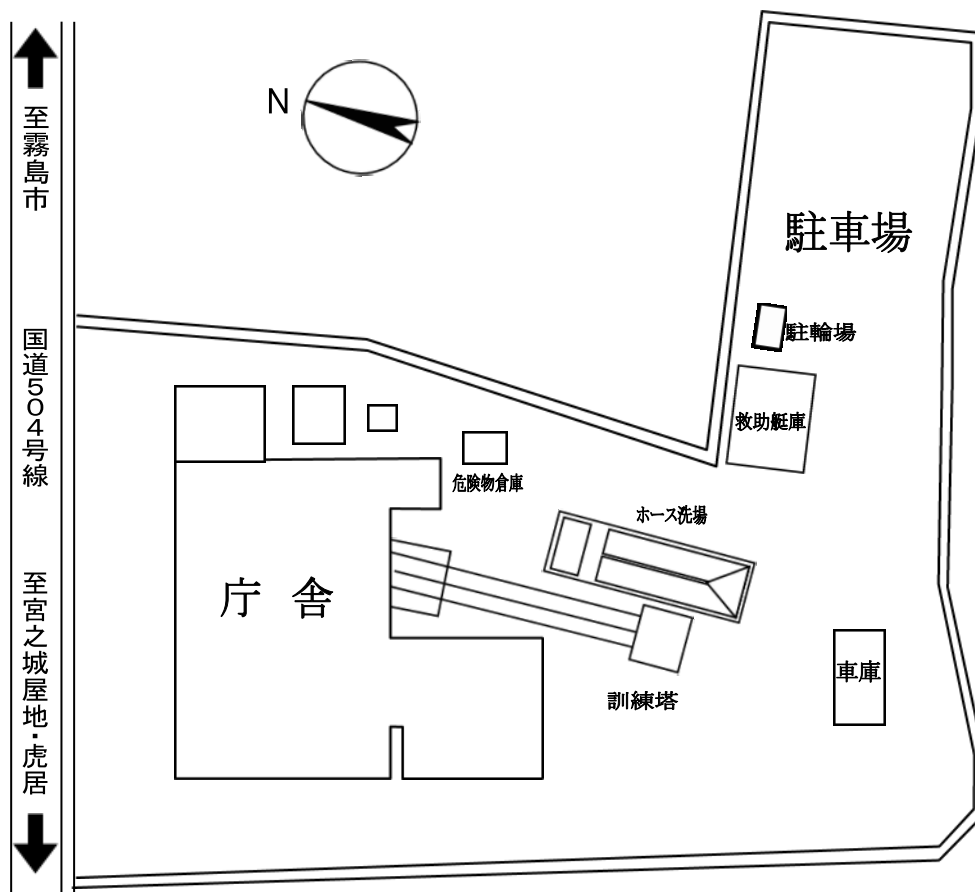 至霧島市
国道504号線
至宮之城屋地・虎居
N
駐車場
駐輪場
救助艇庫
危険物倉庫
ホース洗場
庁舎
車庫
訓練塔